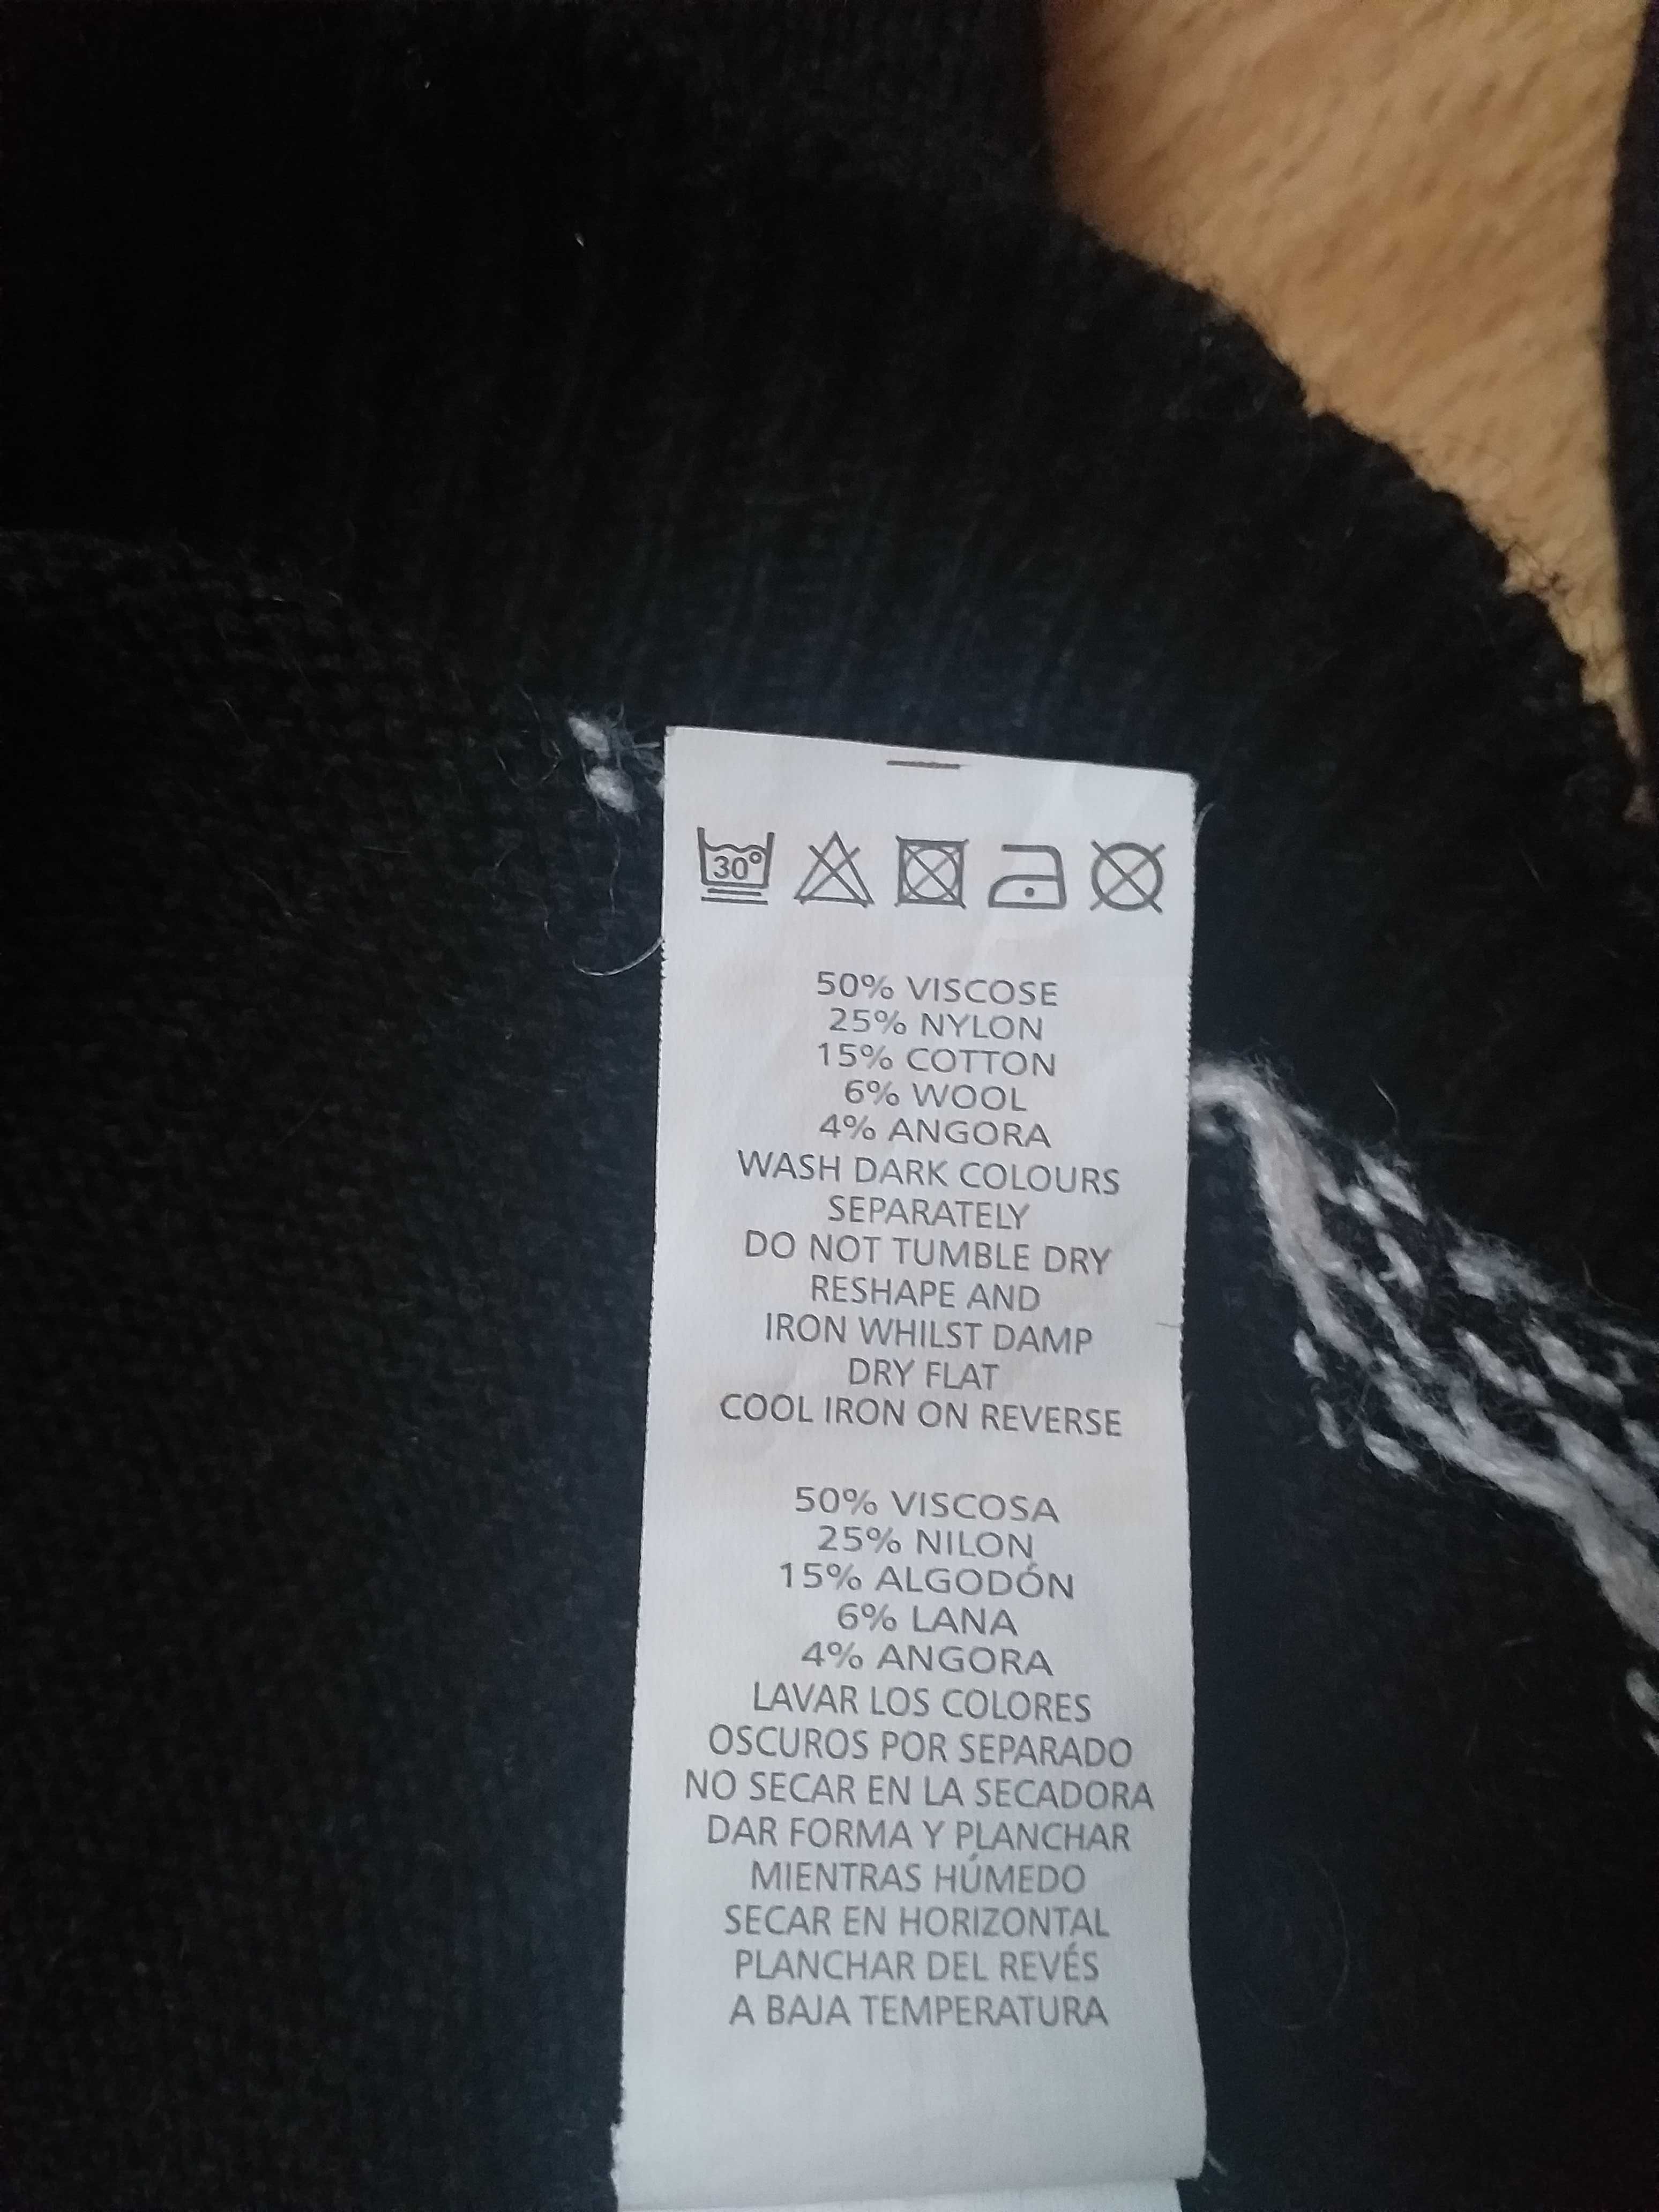 30°
50% VISCOSE
25% NYLON
15% COTTON
6% WOOL
4% ANGORA
WASH DARK COLOURS
SEPARATELY
DO NOT TUMBLE DRY
RESHAPE AND
IRON WHILST DAMP
DRY FLAT
COOL IRON ON REVERSE
50% VISCOSA
25% NILON
15% ALGODÓN
6% LANA
4% ANGORA
LAVAR LOS COLORES
OSCUROS POR SEPARADO
NO SECAR EN LA SECADORA
DAR FORMA Y PLANCHAR
MIENTRAS HÚMEDO
SECAR EN HORIZONTAL
PLANCHAR DEL REVÉS
A BAJA TEMPERATURA